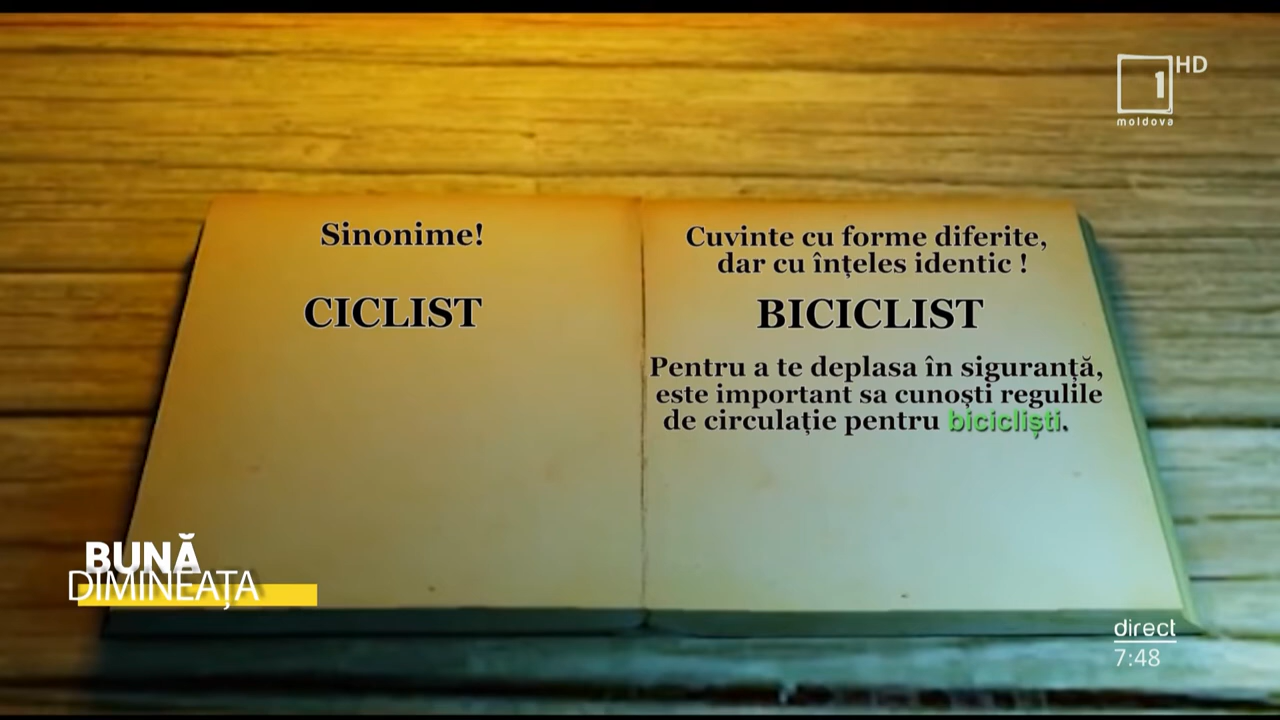 1 HD
moldova
Sinonime!
CICLIST
Cuvinte cu forme diferite,
dar cu înțeles identic !
BICICLIST
Pentru a te deplasa în siguranță,
este important sa cunoști regulile
de circulație pentru bicicliști.
BUNĂ
DIMINEAȚA
direct
7:48